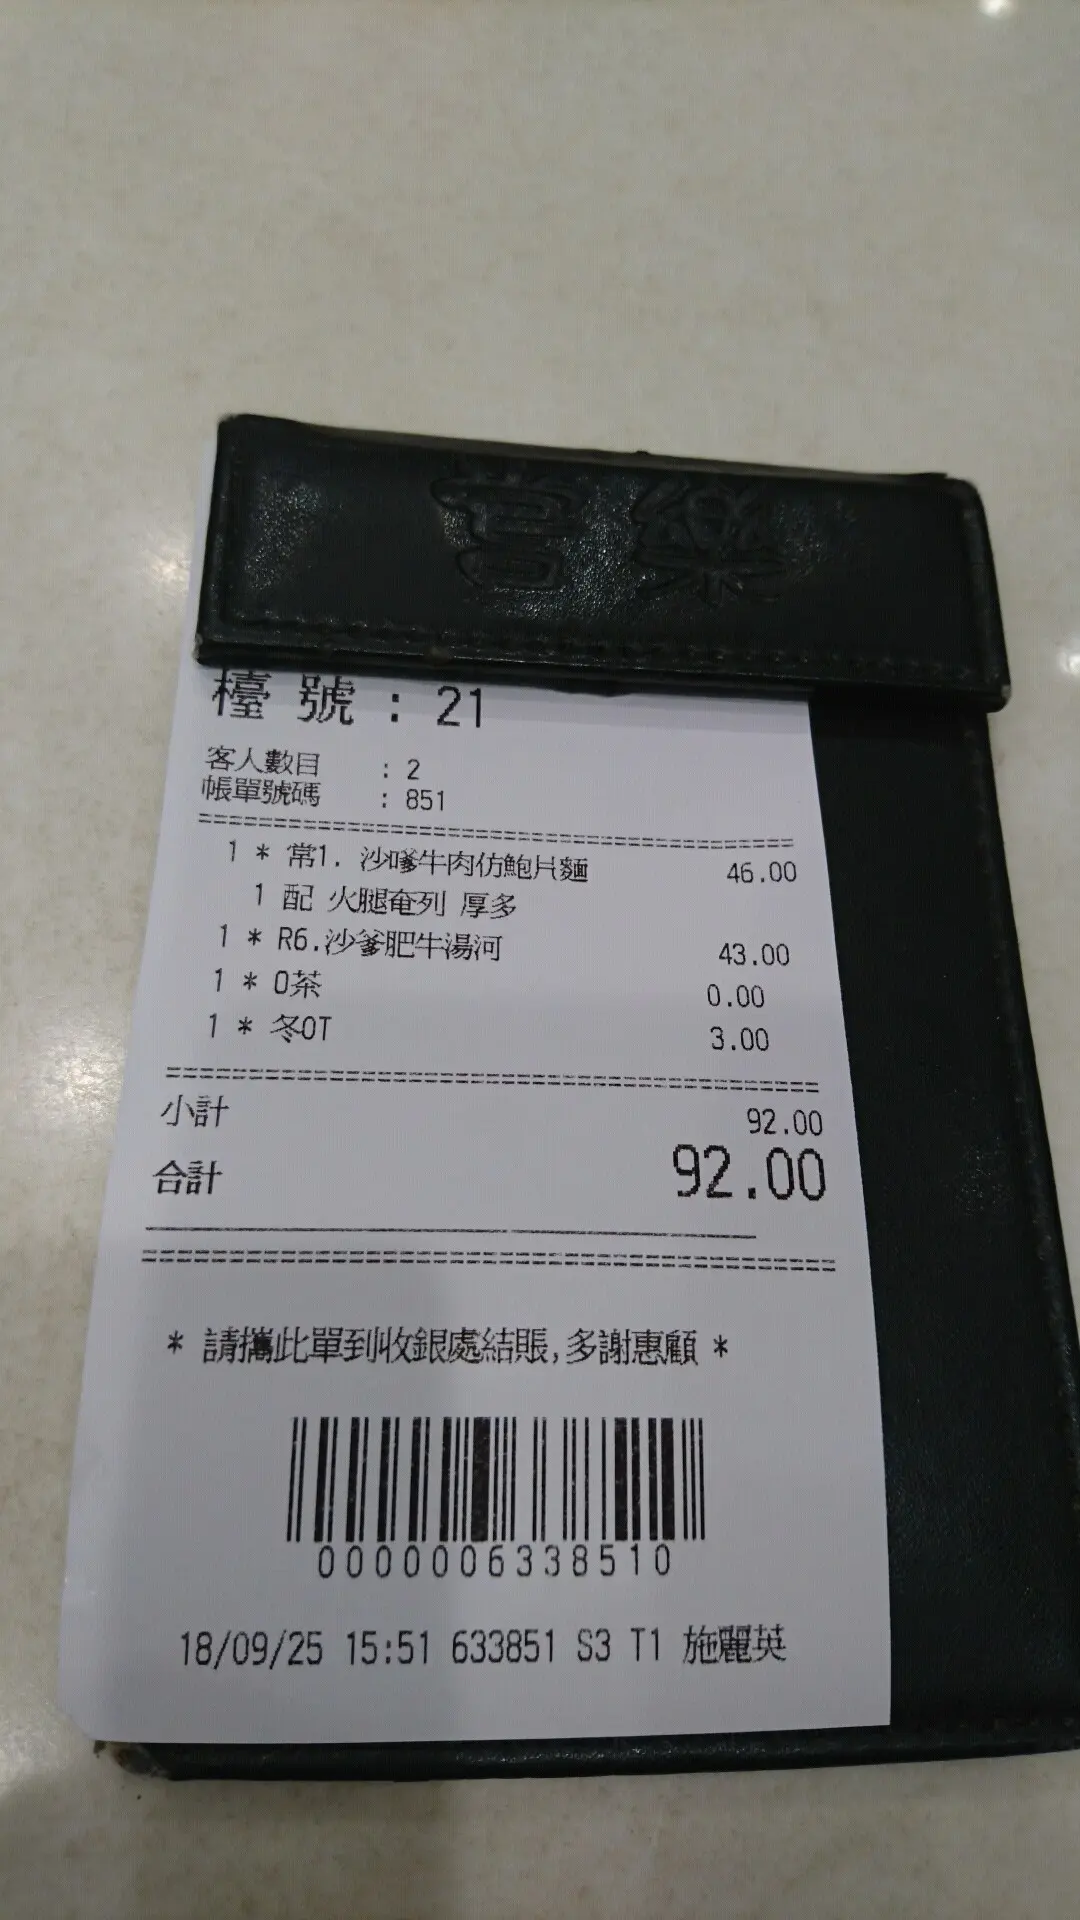 檯 號 : 21
客人數目 : 2
帳單號碼 : 851
1 * 常1. 沙嗲牛肉仿鮑片麵 46.00
1 配 火腿奄列 厚多
1 * R6.沙爹肥牛湯河 43.00
1 * O茶 0.00
1 * 冬OT 3.00
小計 92.00
合計 92.00
* 請攜此單到收銀處結賬,多謝惠顧 *
0000006338510
18/09/25 15:51 633851 S3 T1 施麗英